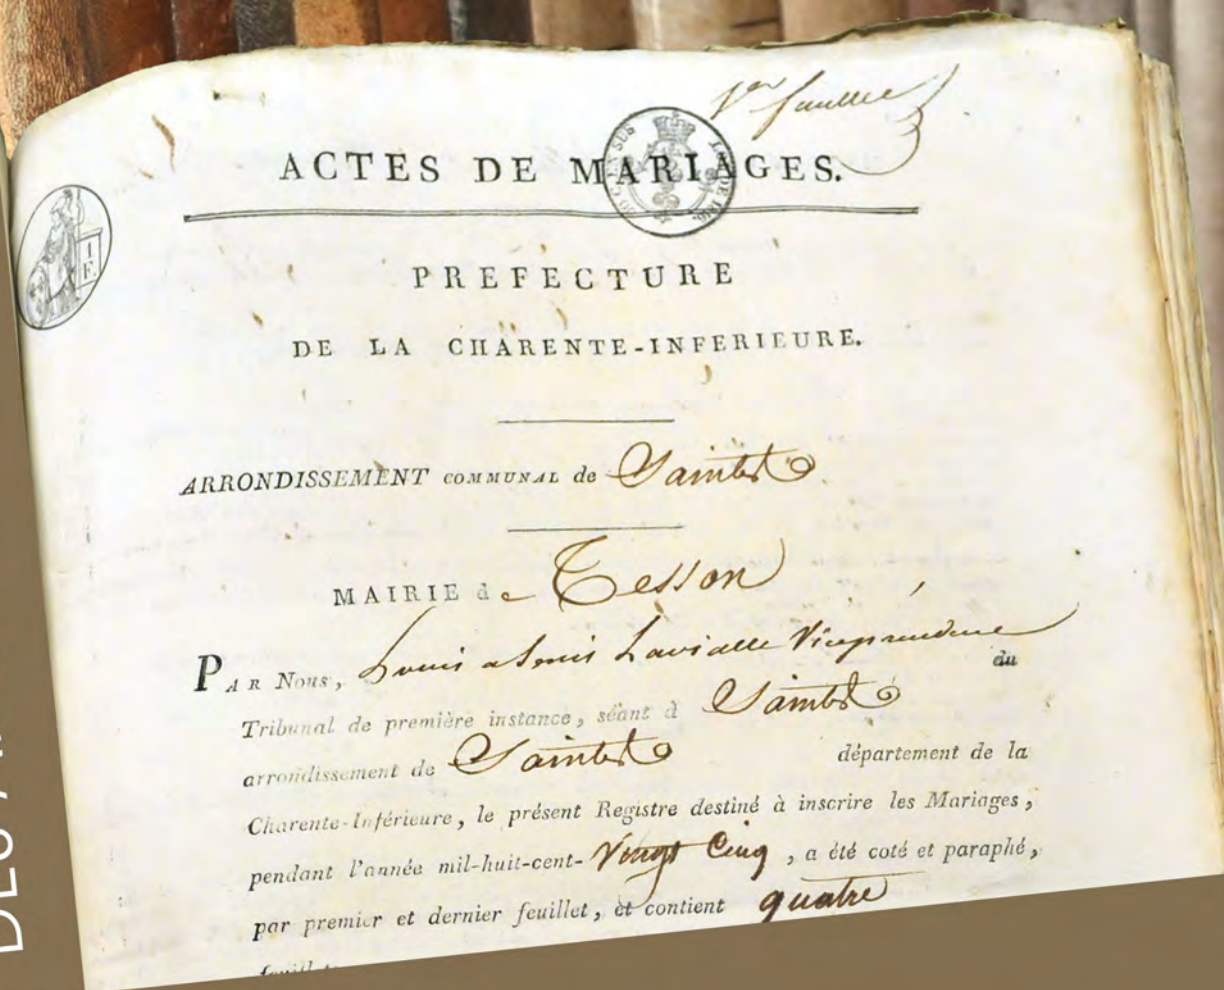 1er feuillet
ACTES DE MARIAGES.
PREFECTURE
DE LA CHARENTE-INFERIEURE.
ARRONDISSEMENT COMMUNAL de Saintes
MAIRIE de Tesson
PAR NOUS, Louis Lavialle Vice président du
Tribunal de première instance, séant à Saintes
arrondissement de Saintes département de la
Charente-Inférieure, le présent Registre destiné à inscrire les Mariages,
pendant l'année mil-huit-cent-Vingt Cinq, a été coté et paraphé,
par premier et dernier feuillet, et contient quatre